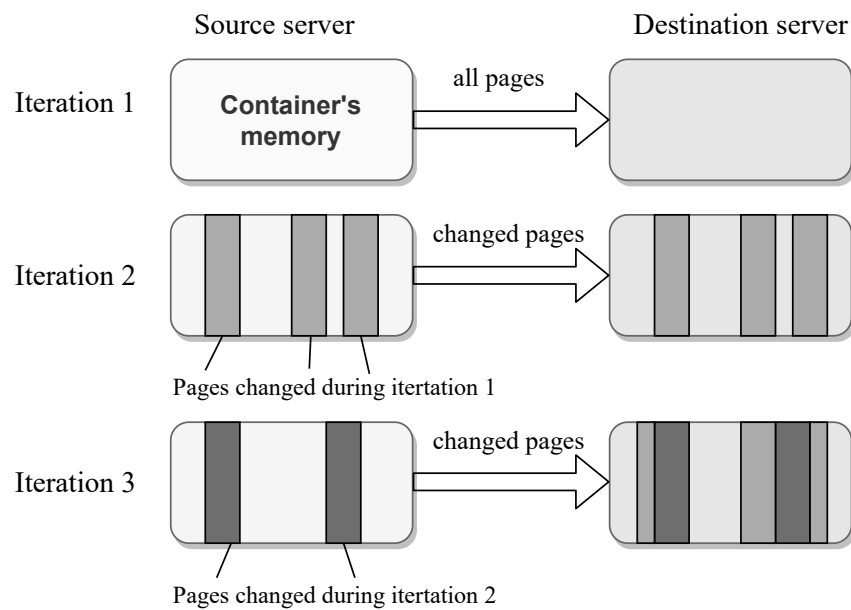 Source server
Destination server
Iteration 1
Container's
memory
all pages
Iteration 2
changed pages
Pages changed during itertation 1
Iteration 3
changed pages
Pages changed during itertation 2